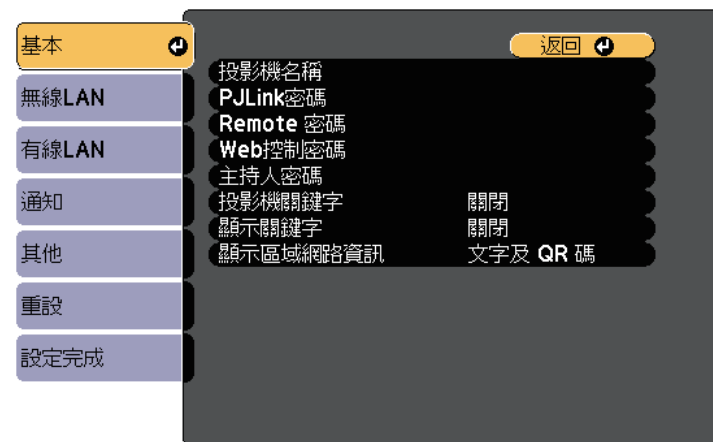 基本
無線LAN
有線LAN
通知
其他
重設
設定完成
返回
投影機名稱
PJLink密碼
Remote 密碼
Web控制密碼
主持人密碼
投影機關鍵字 關閉
顯示關鍵字 關閉
顯示區域網路資訊 文字及 QR 碼